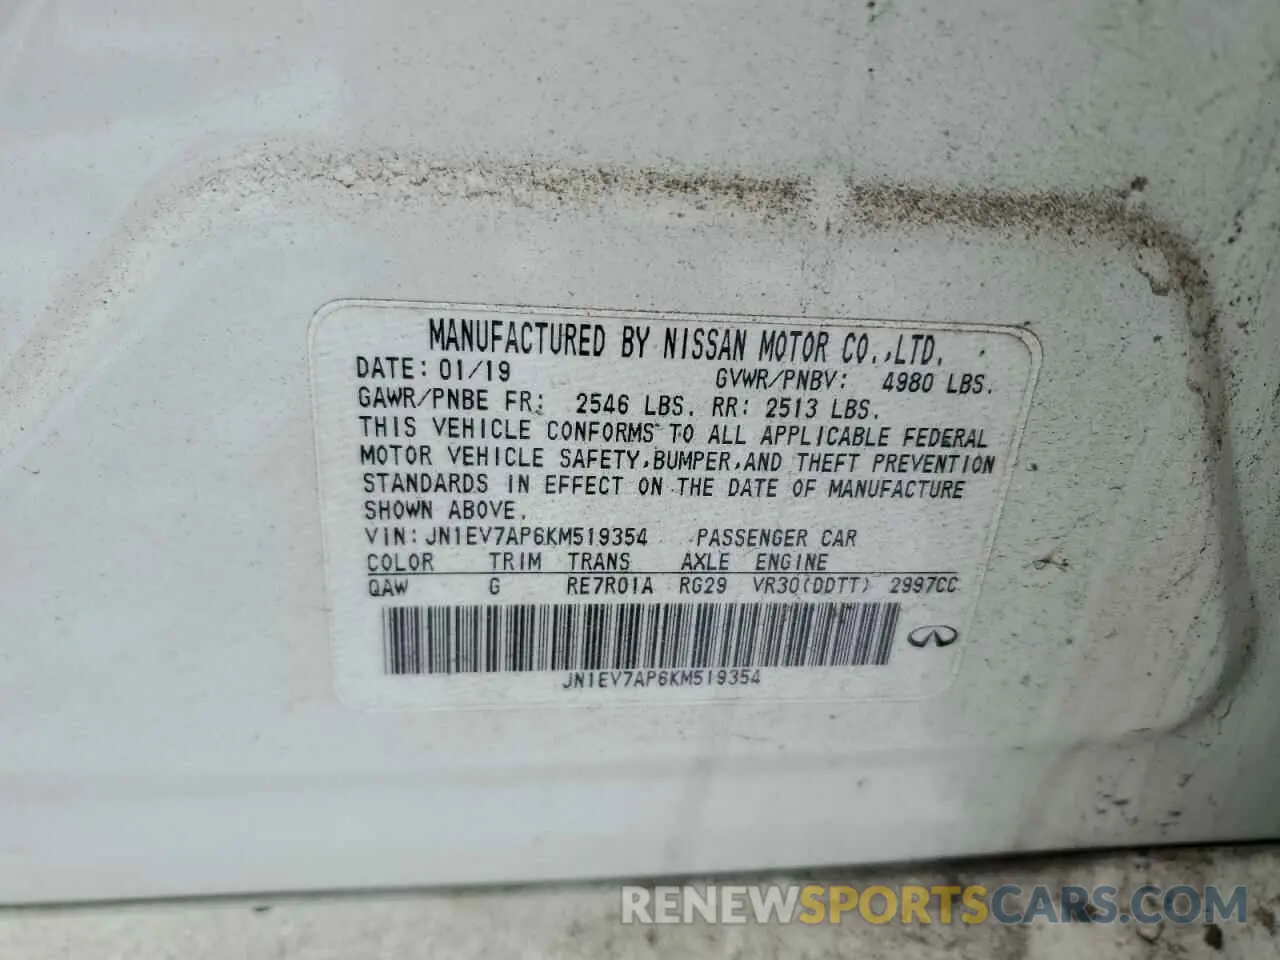 MANUFACTURED BY NISSAN MOTOR CO.,LTD.
DATE: 01/19 GVWR/PNBV: 4980 LBS.
GAWR/PNBE FR: 2546 LBS. RR: 2513 LBS.
THIS VEHICLE CONFORMS TO ALL APPLICABLE FEDERAL
MOTOR VEHICLE SAFETY,BUMPER,AND THEFT PREVENTION
STANDARDS IN EFFECT ON THE DATE OF MANUFACTURE
SHOWN ABOVE.
VIN: JN1EV7AP6KM519354 PASSENGER CAR
COLOR TRIM TRANS AXLE ENGINE
QAW G RE7R01A RG29 VR30(DDTT) 2997CC
JN1EV7AP6KM519354
RENEWSPORTSCARS.COM